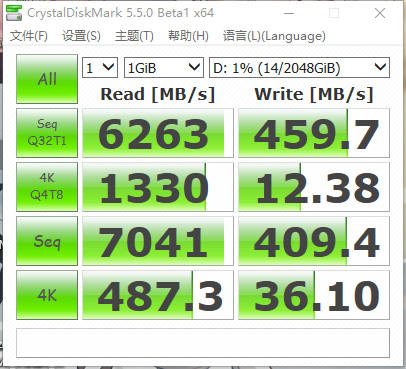 CrystalDiskMark 5.5.0 Beta1 x64
文件(F) 设置(S) 主题(T) 帮助(H) 语言(L)(Language)
All 1 1GiB D: 1% (14/2048GiB)
Read [MB/s] Write [MB/s]
Seq Q32T1 6263 459.7
4K Q4T8 1330 12.38
Seq 7041 409.4
4K 487.3 36.10